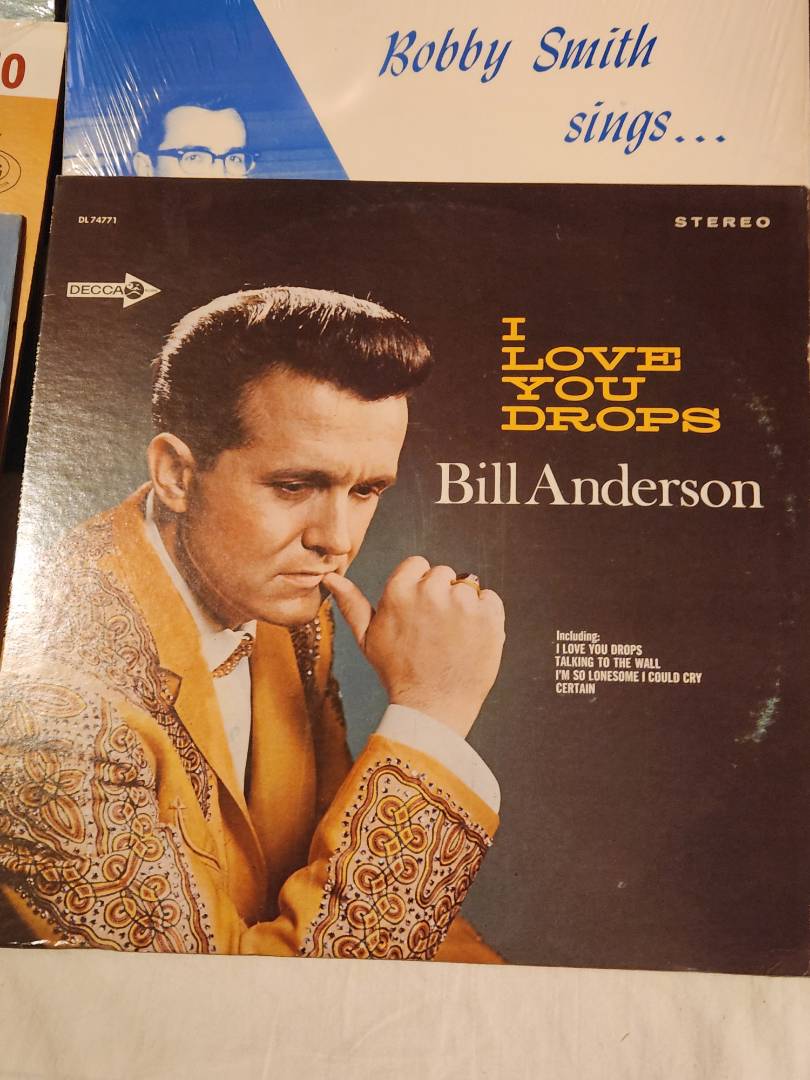 Bobby Smith
sings...
0
DL 74771
STEREO
DECCA
I
LOVE
YOU
DROPS
Bill Anderson
Including:
I LOVE YOU DROPS
TALKING TO THE WALL
I'M SO LONESOME I COULD CRY
CERTAIN